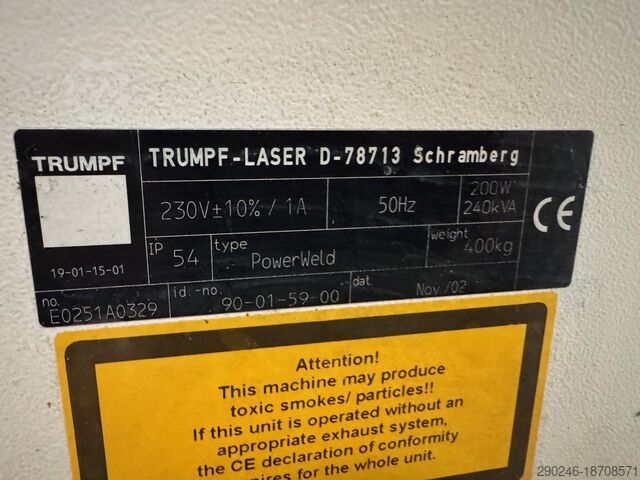 TRUMPF
TRUMPF-LASER D-78713 Schramberg
230V±10% / 1A
50Hz
200W
240kVA
CE
IP 54
type
PowerWeld
weight
400kg
19-01-15-01
no.
E0251A0329
id.-no.
90-01-59-00
dat
Nov/02
Attention!
This machine may produce
toxic smokes/ particles!!
If this unit is operated without an
appropriate exhaust system,
the CE declaration of conformity
for the whole unit.
290246-18708571